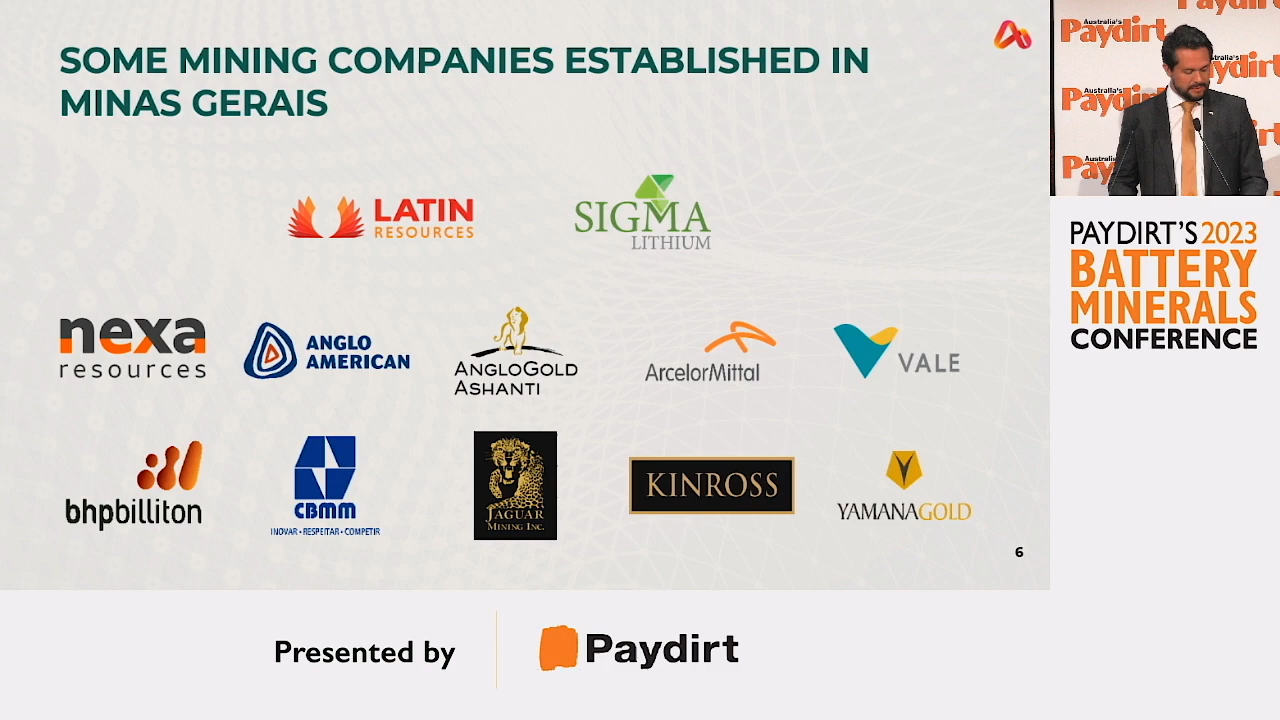 SOME MINING COMPANIES ESTABLISHED IN
MINAS GERAIS
LATIN
RESOURCES
SIGMA
LITHIUM
nexa
resources
ANGLO
AMERICAN
ANGLOGOLD
ASHANTI
ArcelorMittal
VALE
bhpbilliton
CBMM
INOVAR • RESPEITAR • COMPETIR
JAGUAR
MINING INC.
KINROSS
YAMANAGOLD
6
Paydirt
Australia's
Paydirt
Australia's
Paydirt
PAYDIRT'S 2023
BATTERY
MINERALS
CONFERENCE
Presented by
Paydirt